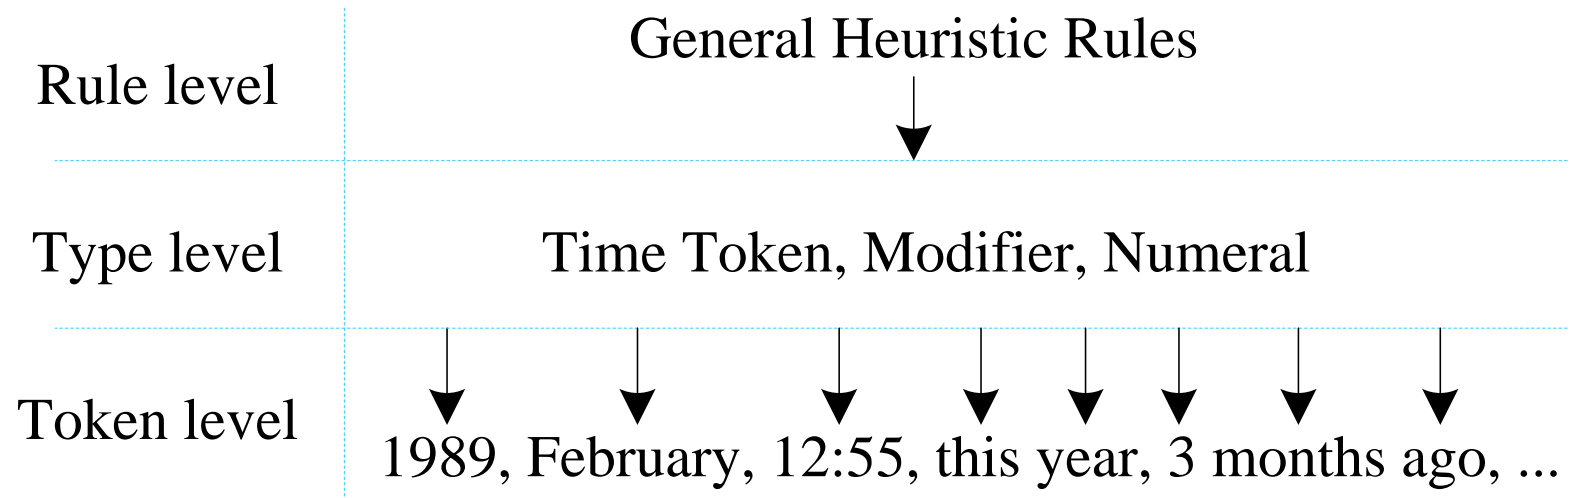 General Heuristic Rules
Rule level
Type level
Time Token, Modifier, Numeral
Token level
1989, February, 12:55, this year, 3 months ago, ...